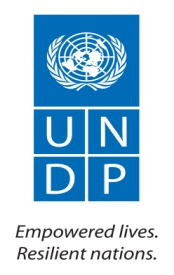 U N
D P
Empowered lives.
Resilient nations.